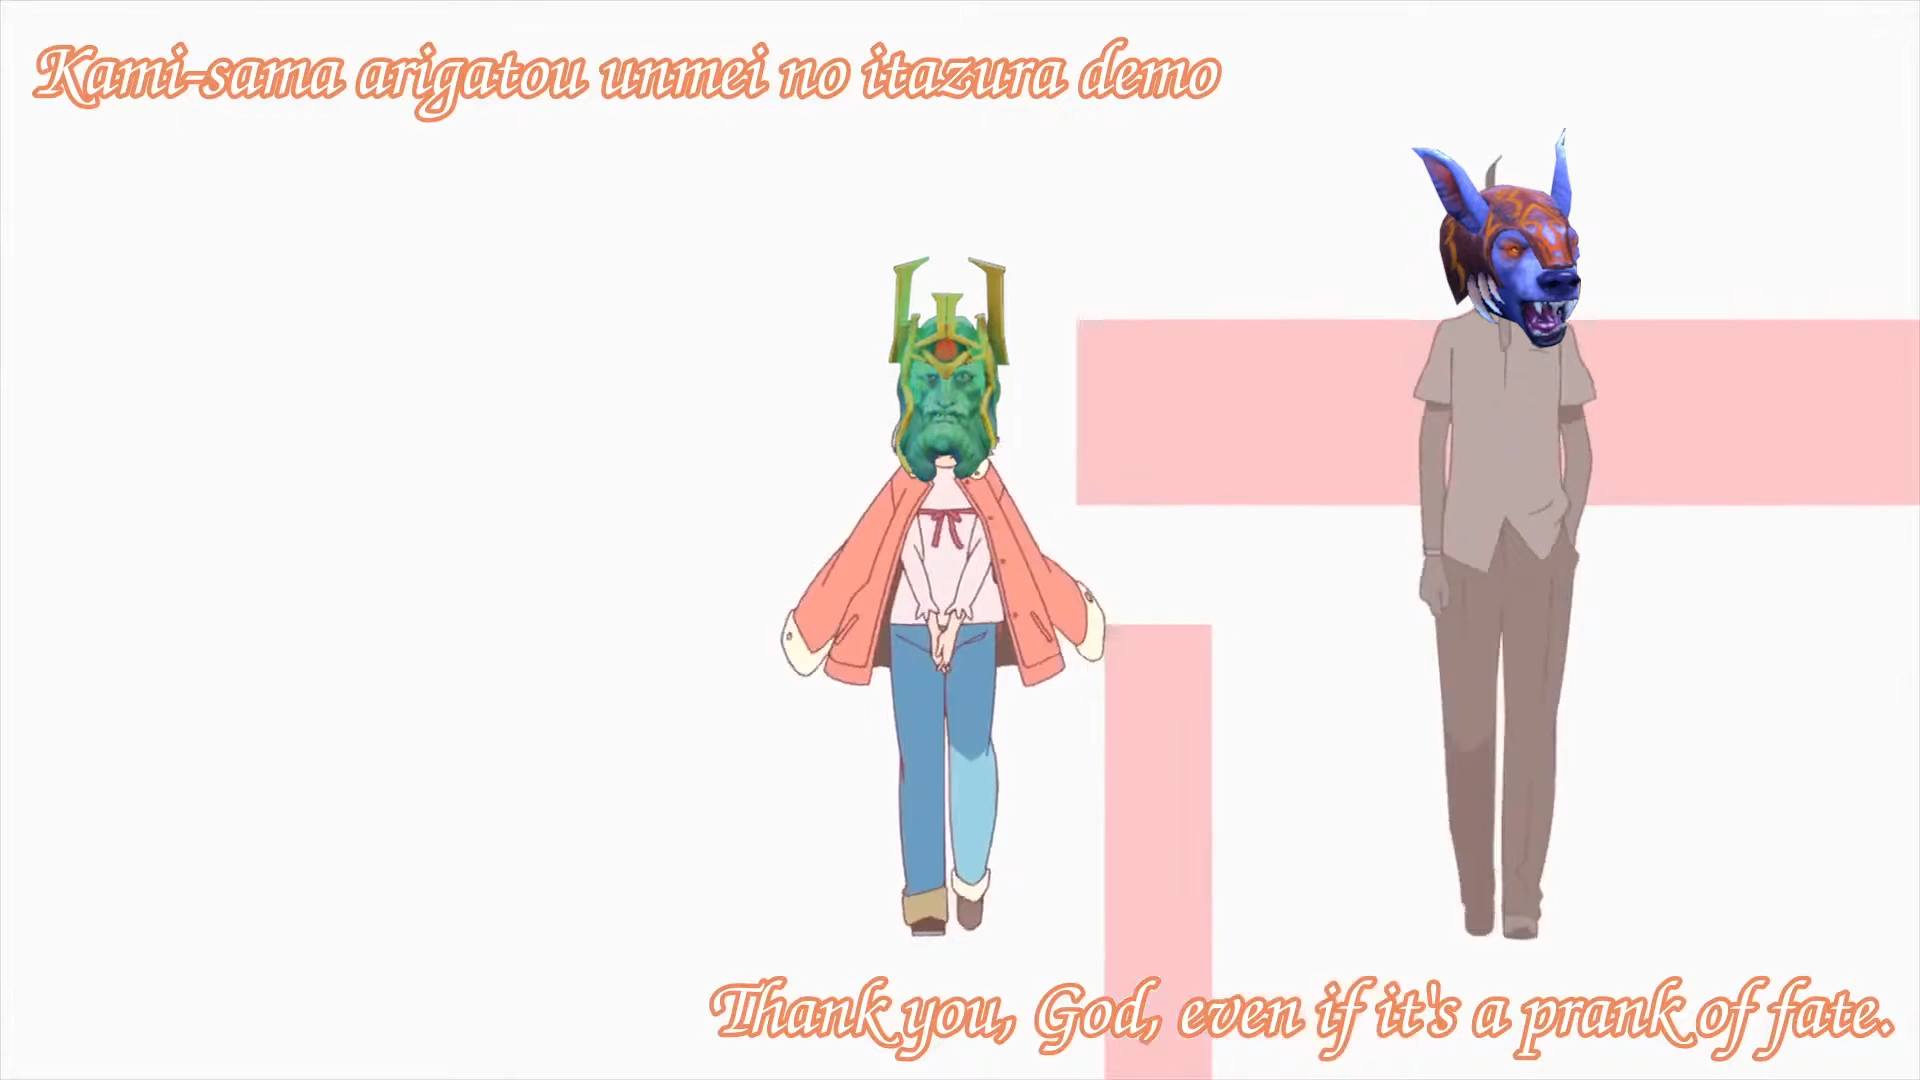 Kami-sama arigatou unmei no itazura demo
Thank you, God, even if it's a prank of fate.